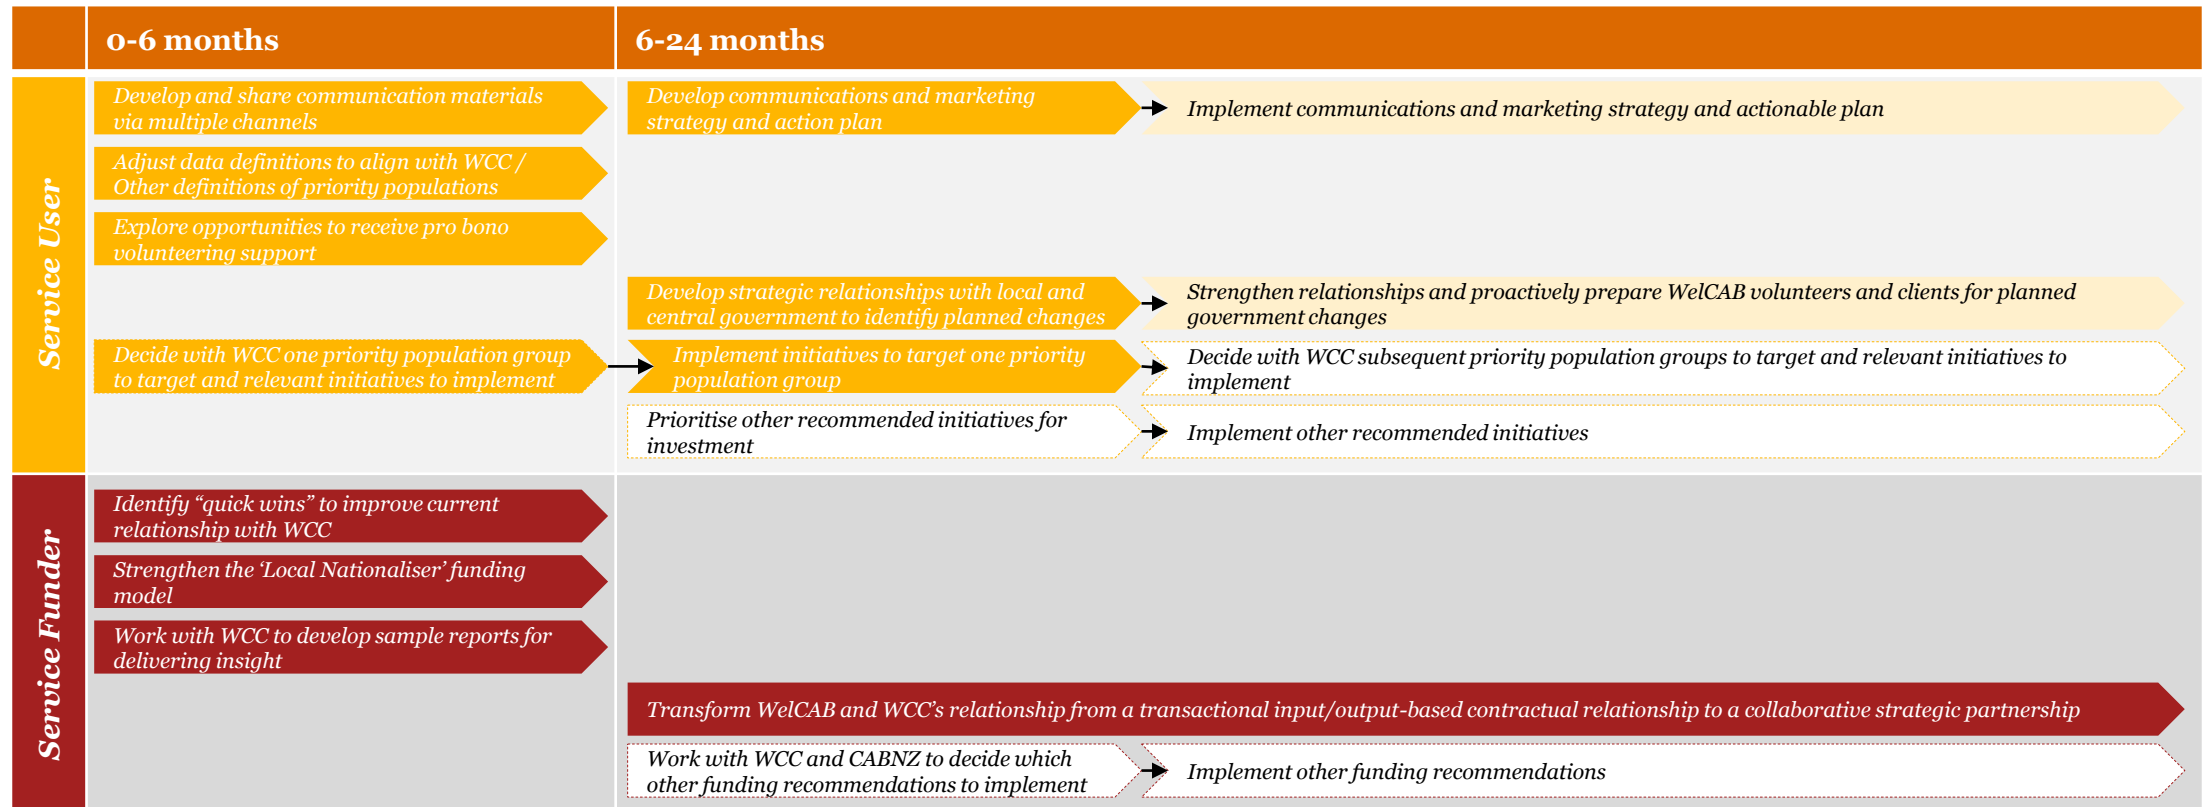 0-6 months
6-24 months
Service User
Develop and share communication materials
via multiple channels
Develop communications and marketing
strategy and action plan
Implement communications and marketing strategy and actionable plan
Adjust data definitions to align with WCC /
Other definitions of priority populations
Explore opportunities to receive pro bono
volunteering support
Develop strategic relationships with local and
central government to identify planned changes
Strengthen relationships and proactively prepare WelCAB volunteers and clients for planned
government changes
Decide with WCC one priority population group
to target and relevant initiatives to implement
Implement initiatives to target one priority
population group
Decide with WCC subsequent priority population groups to target and relevant initiatives to
implement
Prioritise other recommended initiatives for
investment
Implement other recommended initiatives
Service Funder
Identify “quick wins” to improve current
relationship with WCC
Strengthen the ‘Local Nationaliser’ funding
model
Work with WCC to develop sample reports for
delivering insight
Transform WelCAB and WCC’s relationship from a transactional input/output-based contractual relationship to a collaborative strategic partnership
Work with WCC and CABNZ to decide which
other funding recommendations to implement
Implement other funding recommendations